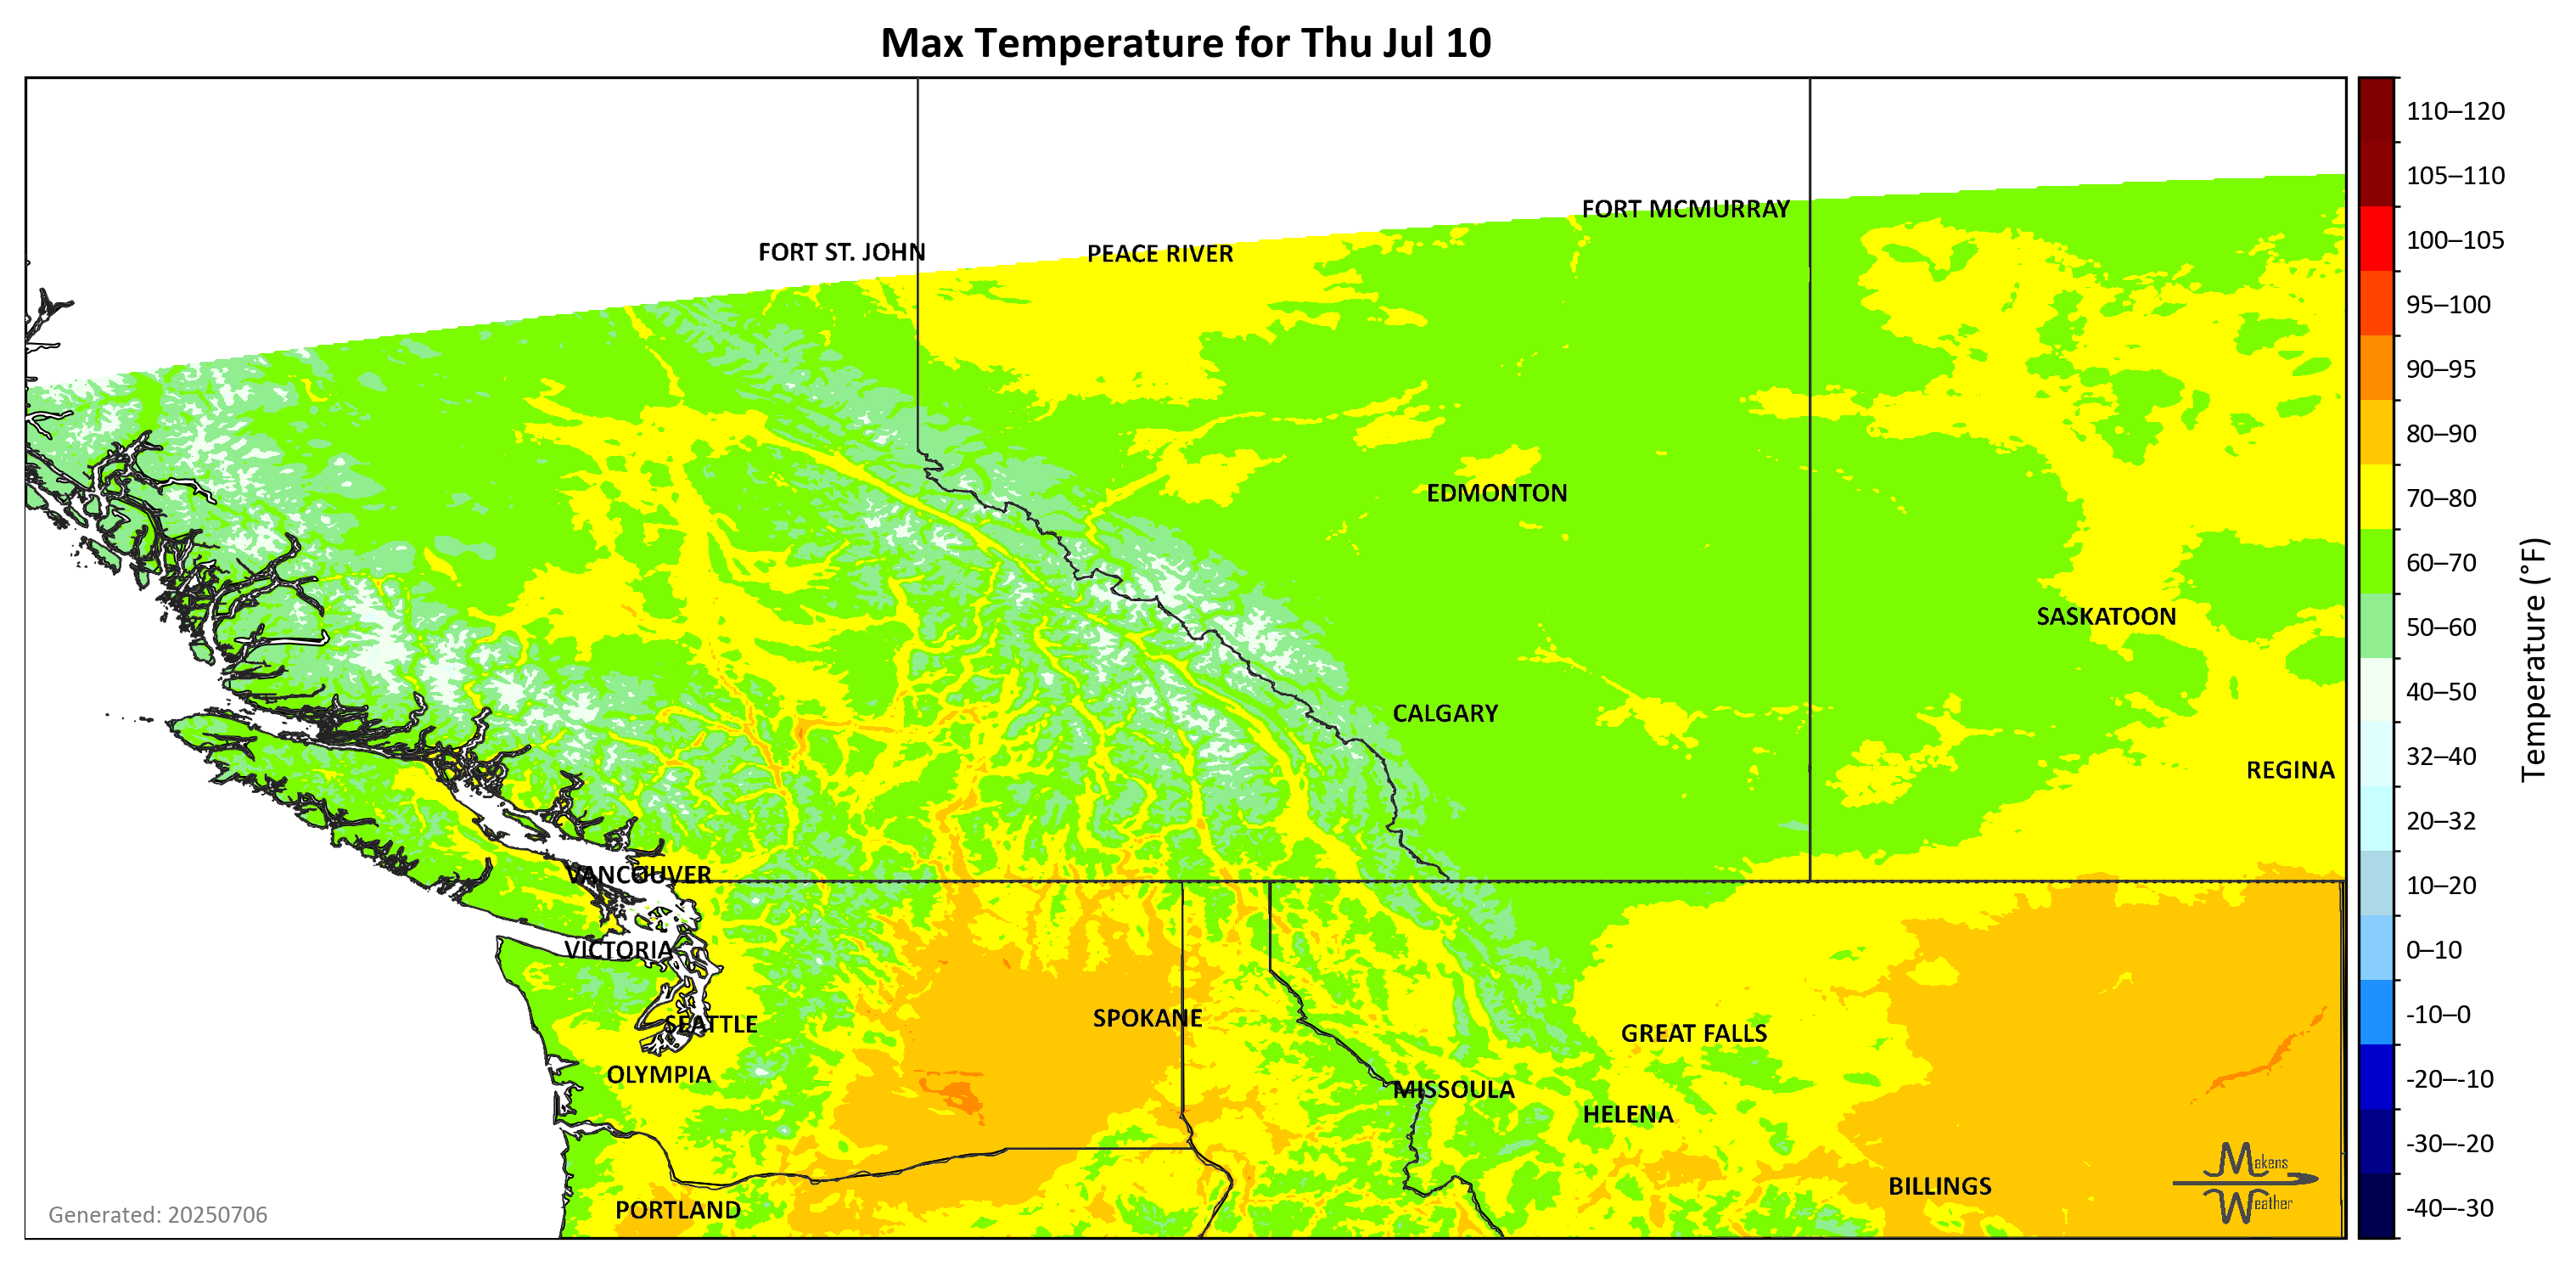 Max Temperature for Thu Jul 10
FORT MCMURRAY
FORT ST. JOHN
PEACE RIVER
EDMONTON
SASKATOON
CALGARY
REGINA
VANCOUVER
VICTORIA
SEATTLE
SPOKANE
GREAT FALLS
OLYMPIA
MISSOULA
HELENA
BILLINGS
PORTLAND
Generated: 20250706
Makens
Weather
110–120
105–110
100–105
95–100
90–95
80–90
70–80
60–70
50–60
40–50
32–40
20–32
10–20
0–10
-10–0
-20–-10
-30–-20
-40–-30
Temperature (°F)